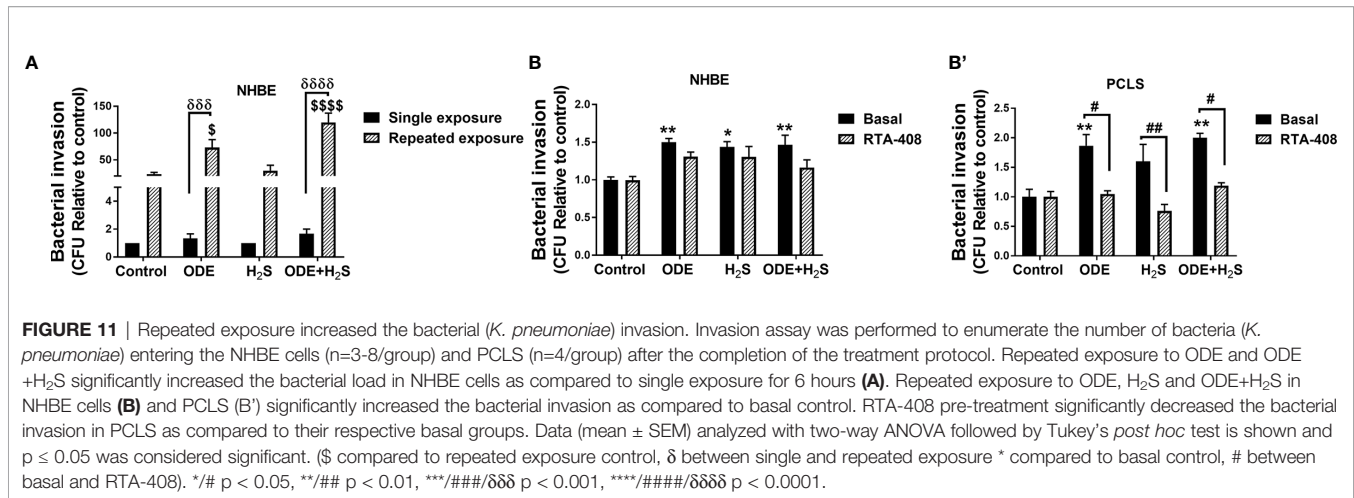 A
NHBE
Bacterial invasion
(CFU Relative to control)
150
125
100
75
50
25
4
2
0
δδδ
$
δδδδ
$$$$
Control
ODE
H₂S
ODE+H₂S
Single exposure
Repeated exposure
B
NHBE
Bacterial invasion
(CFU Relative to control)
2.0
1.5
1.0
0.5
0.0
**
*
**
Control
ODE
H₂S
ODE+H₂S
Basal
RTA-408
B'
PCLS
Bacterial invasion
(CFU Relative to control)
2.5
2.0
1.5
1.0
0.5
0.0
**
#
##
**
#
Control
ODE
H₂S
ODE+H₂S
Basal
RTA-408
FIGURE 11 | Repeated exposure increased the bacterial (K. pneumoniae) invasion. Invasion assay was performed to enumerate the number of bacteria (K.
pneumoniae) entering the NHBE cells (n=3-8/group) and PCLS (n=4/group) after the completion of the treatment protocol. Repeated exposure to ODE and ODE
+H₂S significantly increased the bacterial load in NHBE cells as compared to single exposure for 6 hours (A). Repeated exposure to ODE, H₂S and ODE+H₂S in
NHBE cells (B) and PCLS (B') significantly increased the bacterial invasion as compared to basal control. RTA-408 pre-treatment significantly decreased the bacterial
invasion in PCLS as compared to their respective basal groups. Data (mean ± SEM) analyzed with two-way ANOVA followed by Tukey's post hoc test is shown and
p ≤ 0.05 was considered significant. ($ compared to repeated exposure control, δ between single and repeated exposure * compared to basal control, # between
basal and RTA-408). */# p < 0.05, **/## p < 0.01, ***/###/δδδ p < 0.001, ****/####/δδδδ p < 0.0001.